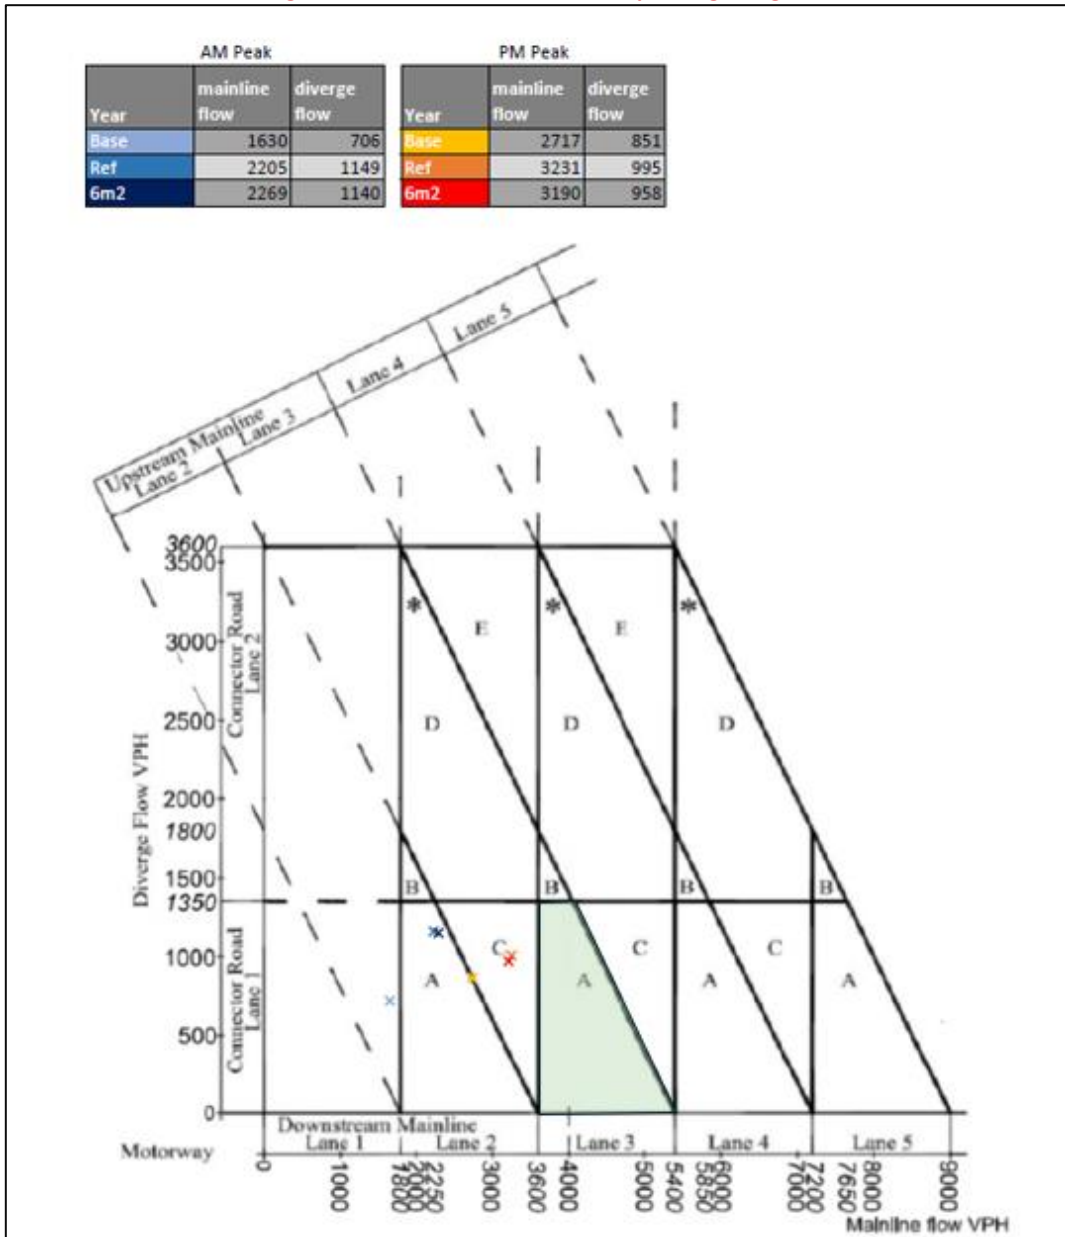 AM Peak
Year mainline flow diverge flow
Base 1630 706
Ref 2205 1149
6m2 2269 1140
PM Peak
Year mainline flow diverge flow
Base 2717 851
Ref 3231 995
6m2 3190 958
Upstream Mainline
Lane 2
Lane 3
Lane 4
Lane 5
Diverge Flow VPH
Connector Road
Lane 2
Connector Road
Lane 1
3600
3500
3000
2500
2000
1800
1500
1350
1000
500
0
* * *
E E
D D D
B B B B
C C C
A A A A
Downstream Mainline
Motorway Lane 1 Lane 2 Lane 3 Lane 4 Lane 5
0 1000 1800 2000 2250 3000 3600 4000 5000 5400 5850 6000 7000 7200 7650 8000 9000
Mainline flow VPH